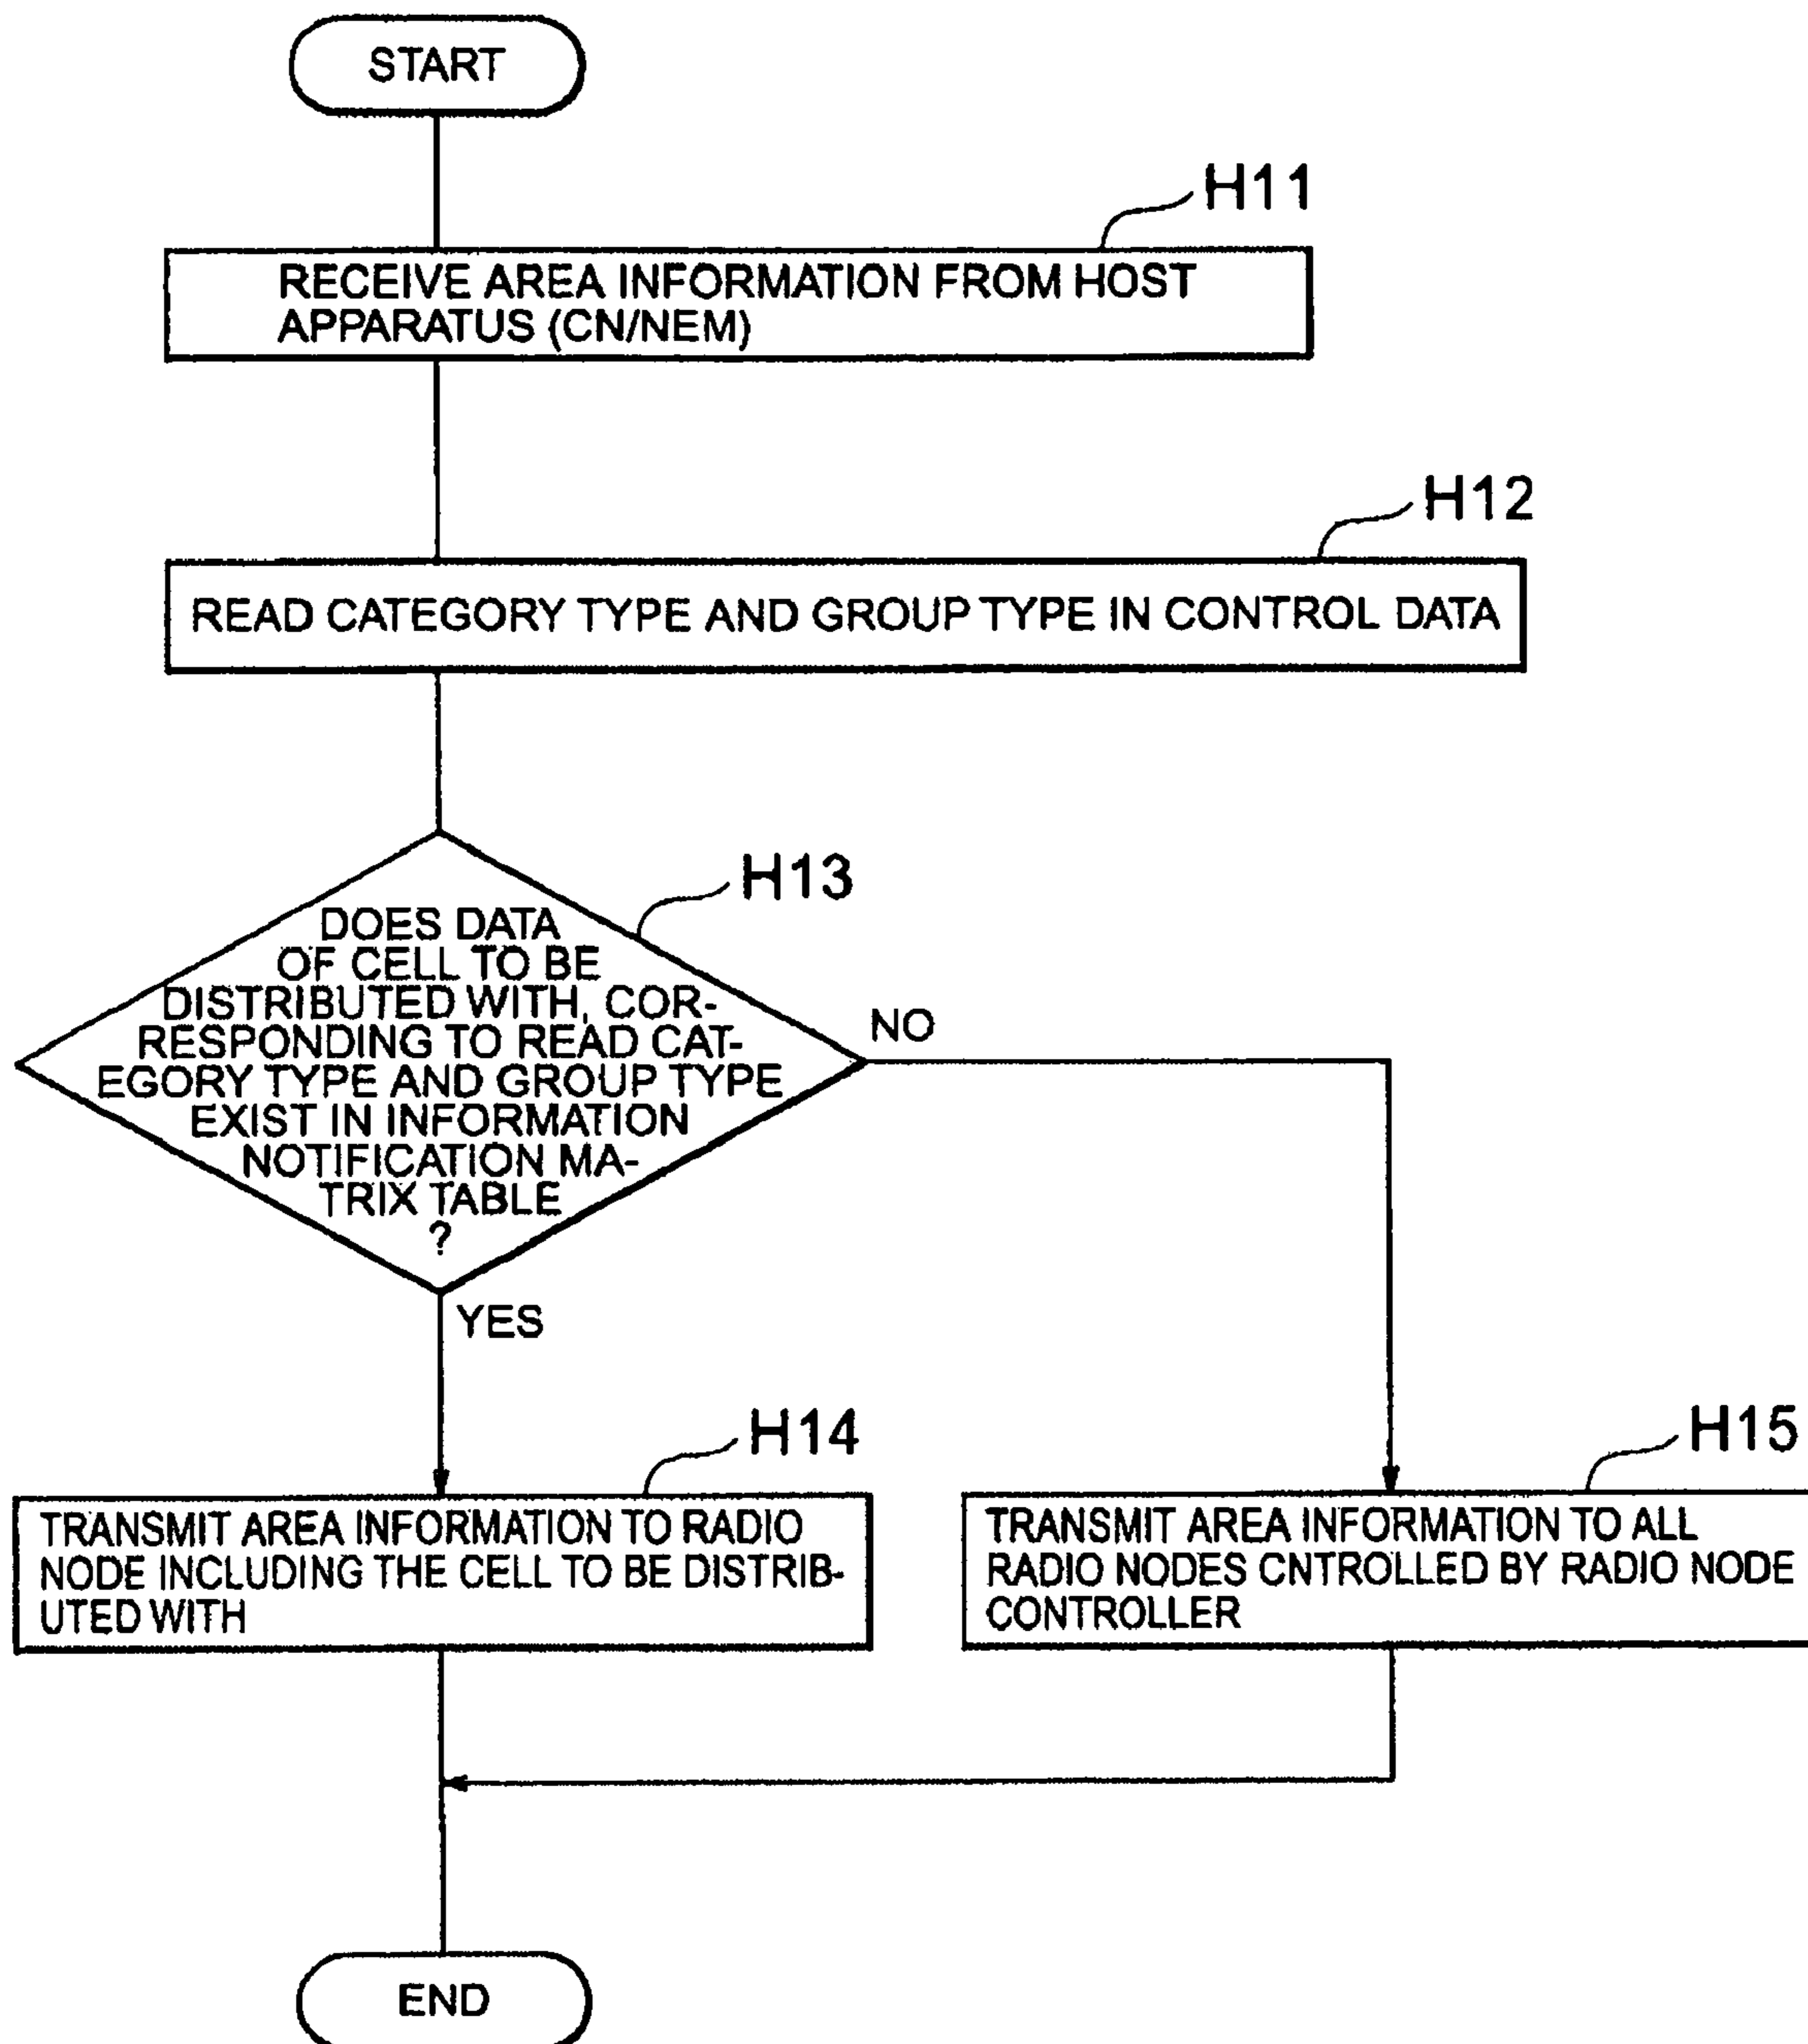 START
H11
RECEIVE AREA INFORMATION FROM HOST
APPARATUS (CN/NEM)
H12
READ CATEGORY TYPE AND GROUP TYPE IN CONTROL DATA
H13
DOES DATA
OF CELL TO BE
DISTRIBUTED WITH, COR-
RESPONDING TO READ CAT-
EGORY TYPE AND GROUP TYPE
EXIST IN INFORMATION
NOTIFICATION MA-
TRIX TABLE
?
NO
YES
H14
TRANSMIT AREA INFORMATION TO RADIO
NODE INCLUDING THE CELL TO BE DISTRIB-
UTED WITH
H15
TRANSMIT AREA INFORMATION TO ALL
RADIO NODES CNTROLLED BY RADIO NODE
CONTROLLER
END